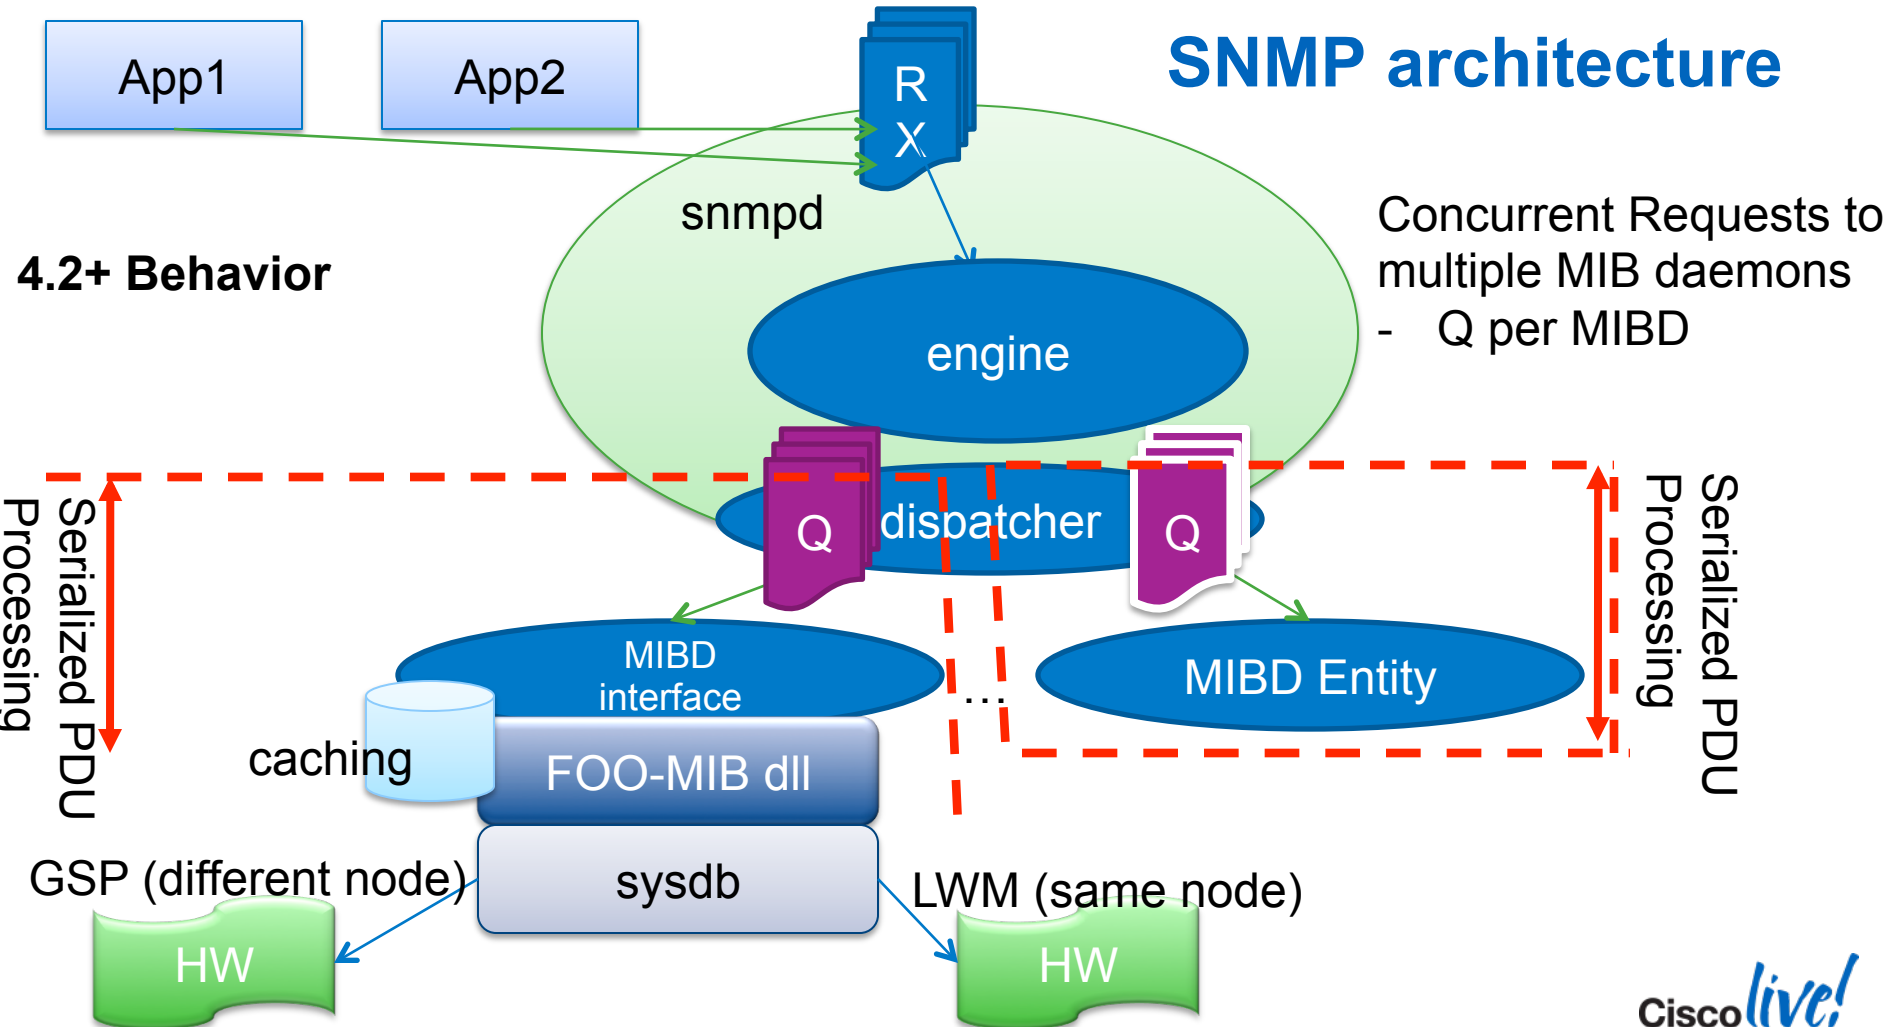 SNMP architecture
App1
App2
R
X
snmpd
4.2+ Behavior
Concurrent Requests to
multiple MIB daemons
- Q per MIBD
engine
Q
dispatcher
Q
Serialized PDU
Processing
Serialized PDU
Processing
MIBD
interface
...
MIBD Entity
caching
FOO-MIB dll
GSP (different node)
sysdb
LWM (same node)
HW
HW
Cisco live!